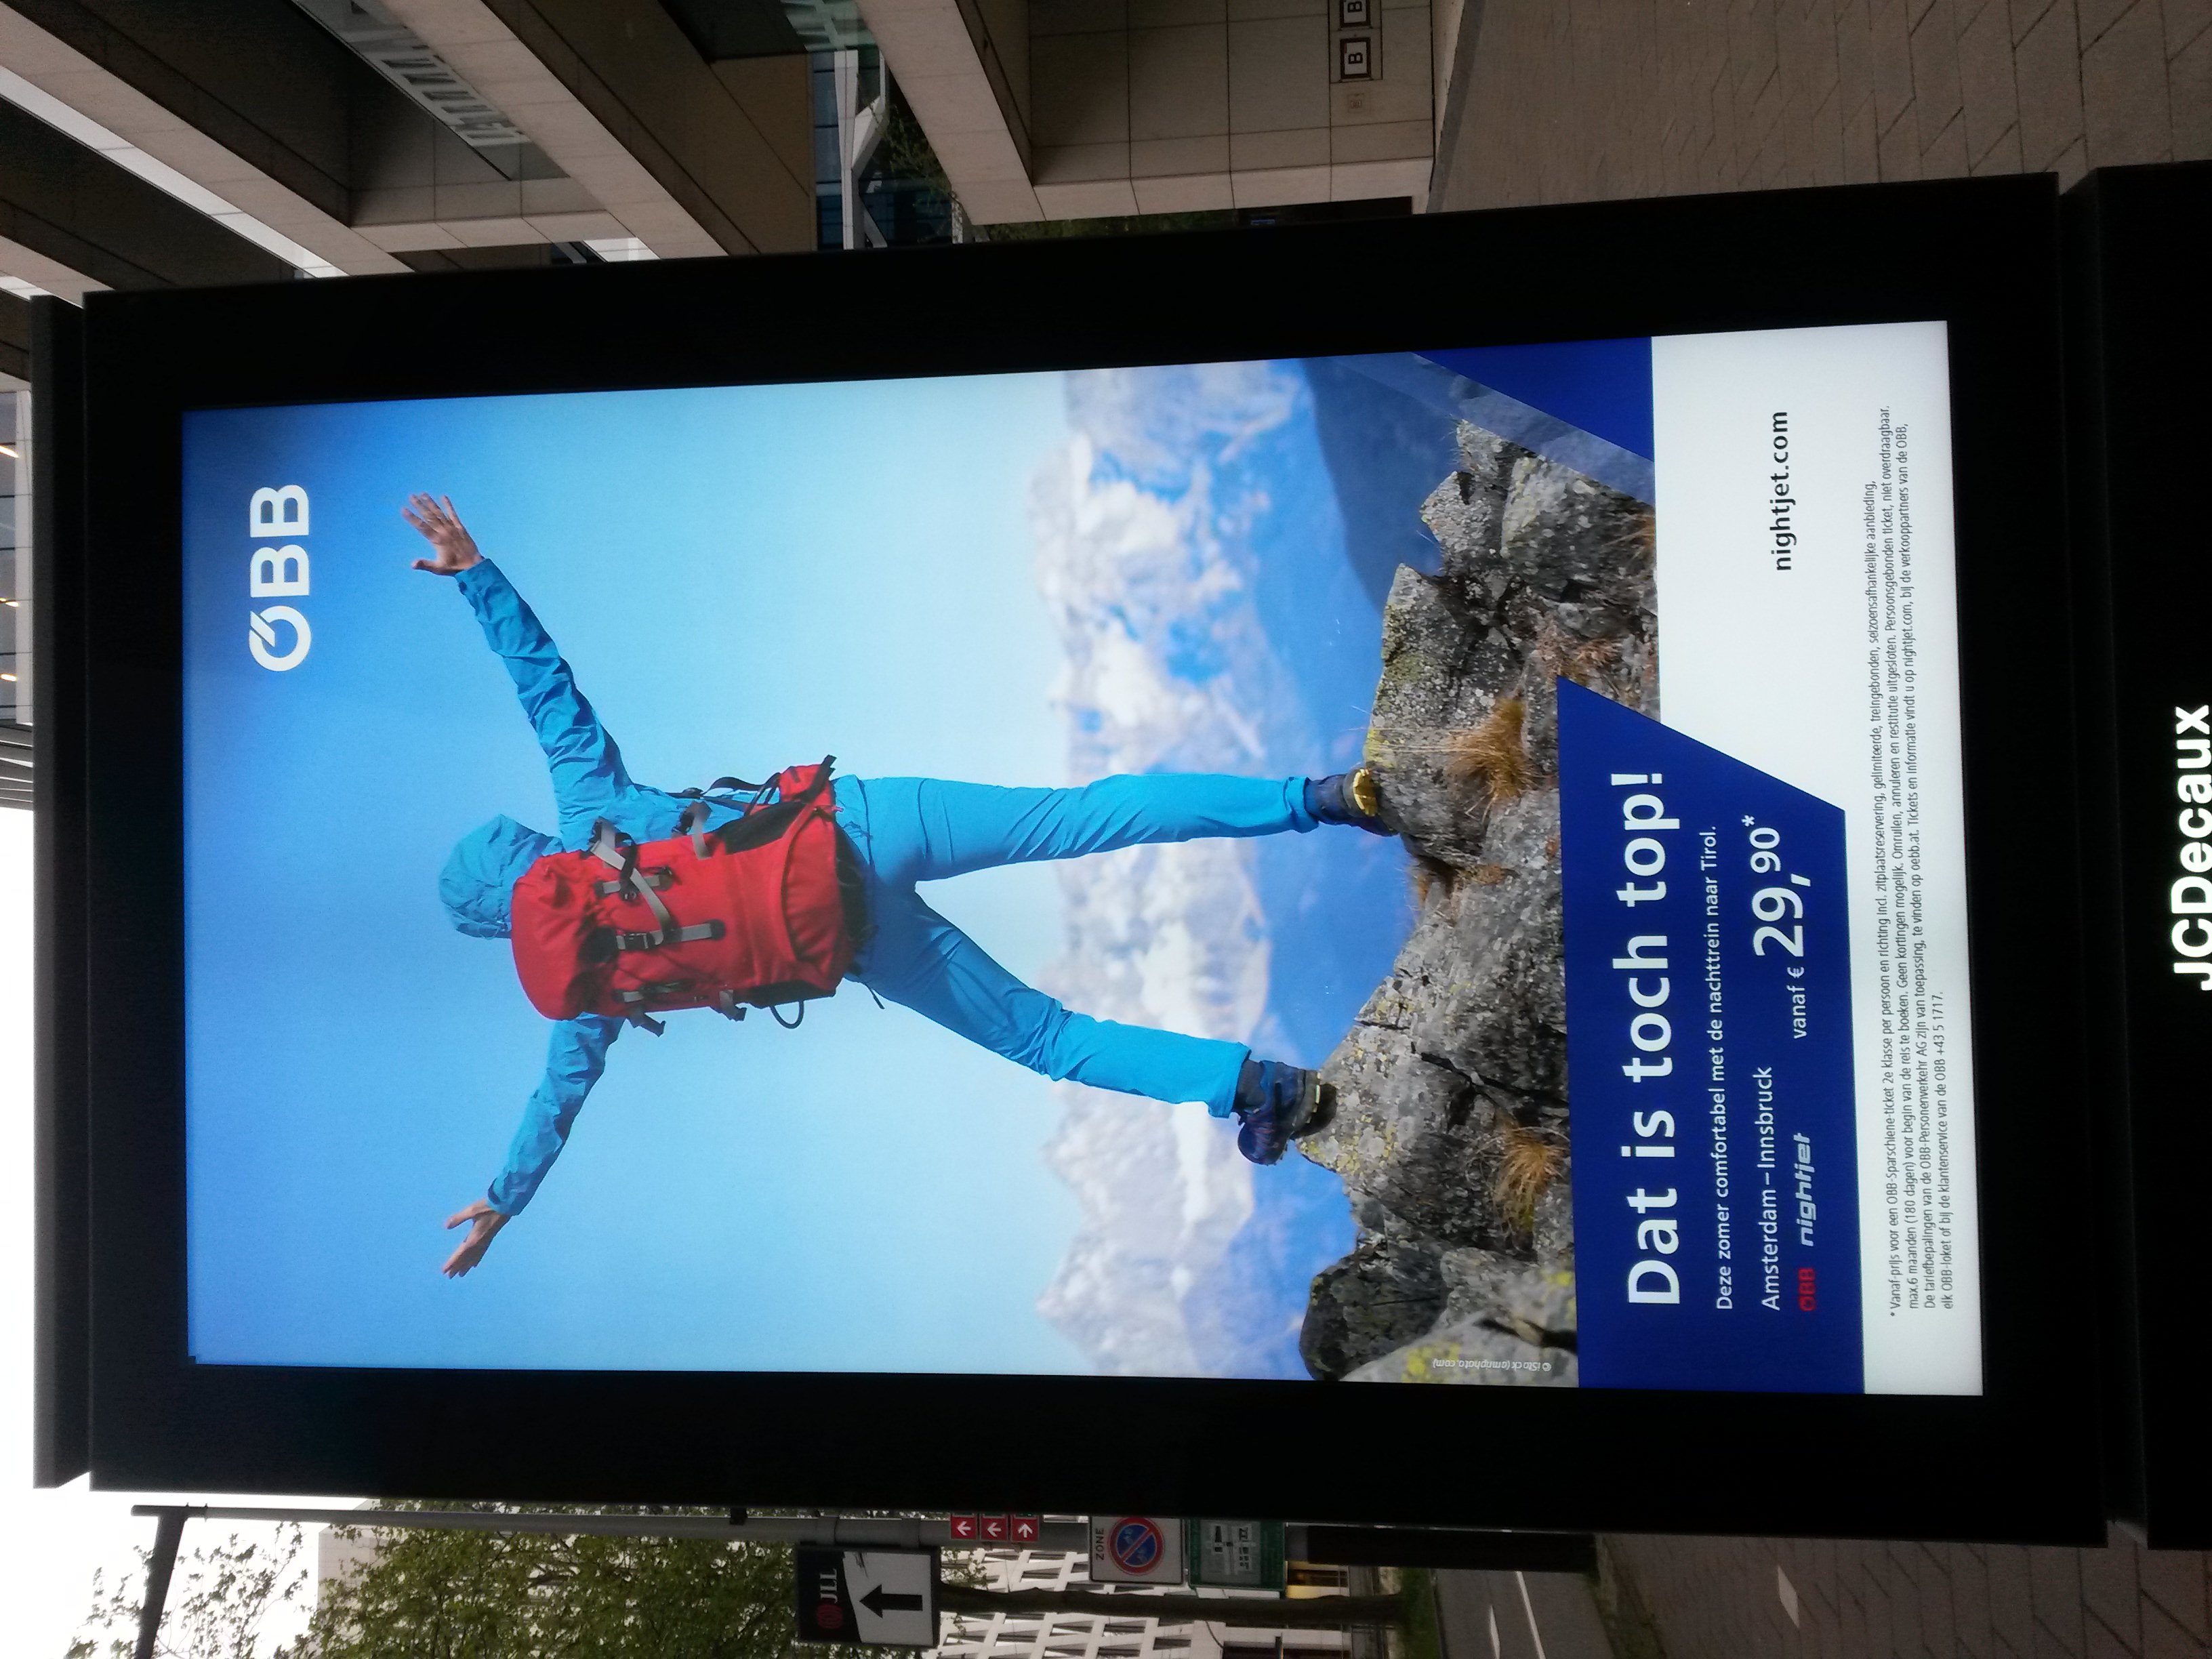 ÖBB
JLL
ZONE
B
B
© iStock (amriphoto.com)
Dat is toch top!
Deze zomer comfortabel met de nachttrein naar Tirol.
Amsterdam – Innsbruck
vanaf € 29,90*
ÖBB nightjet
nightjet.com
* Vanaf-prijs voor een ÖBB-Sparschiene-ticket 2e klasse per persoon en richting incl. zitplaatsreservering, gelimiteerde, treingebonden, seizoensafhankelijke aanbieding,
max.6 maanden (180 dagen) voor begin van de reis te boeken. Geen kortingen mogelijk. Omruilen, annuleren en restitutie uitgesloten. Persoonsgebonden ticket, niet overdraagbaar.
De tariefbepalingen van de ÖBB-Personenverkehr AG zijn van toepassing, te vinden op oebb.at. Tickets en informatie vindt u op nightjet.com, bij de verkooppartners van de ÖBB,
elk ÖBB-loket of bij de klantenservice van de ÖBB +43 5 1717.
JCDecaux